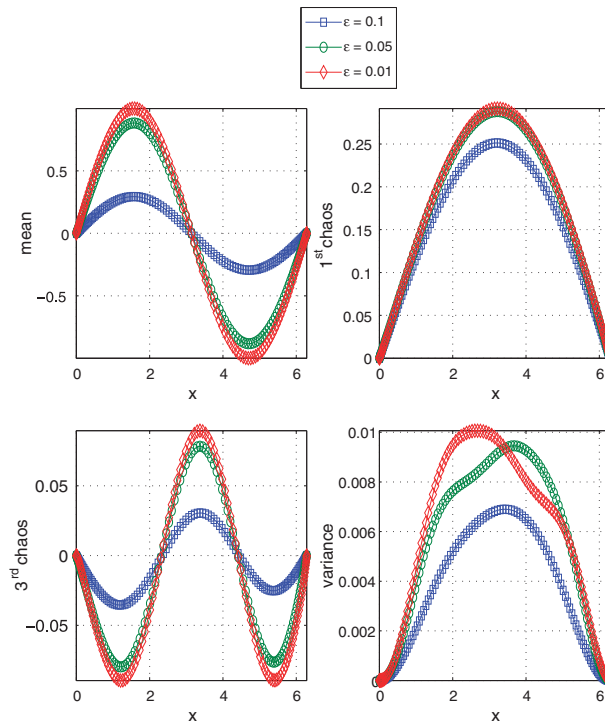 ε = 0.1
ε = 0.05
ε = 0.01
mean
0.5
0
−0.5
0 2 4 6
x
1st chaos
0.25
0.2
0.15
0.1
0.05
0
0 2 4 6
x
3rd chaos
0.05
0
−0.05
0 2 4 6
x
variance
0.01
0.008
0.006
0.004
0.002
0
0 2 4 6
x